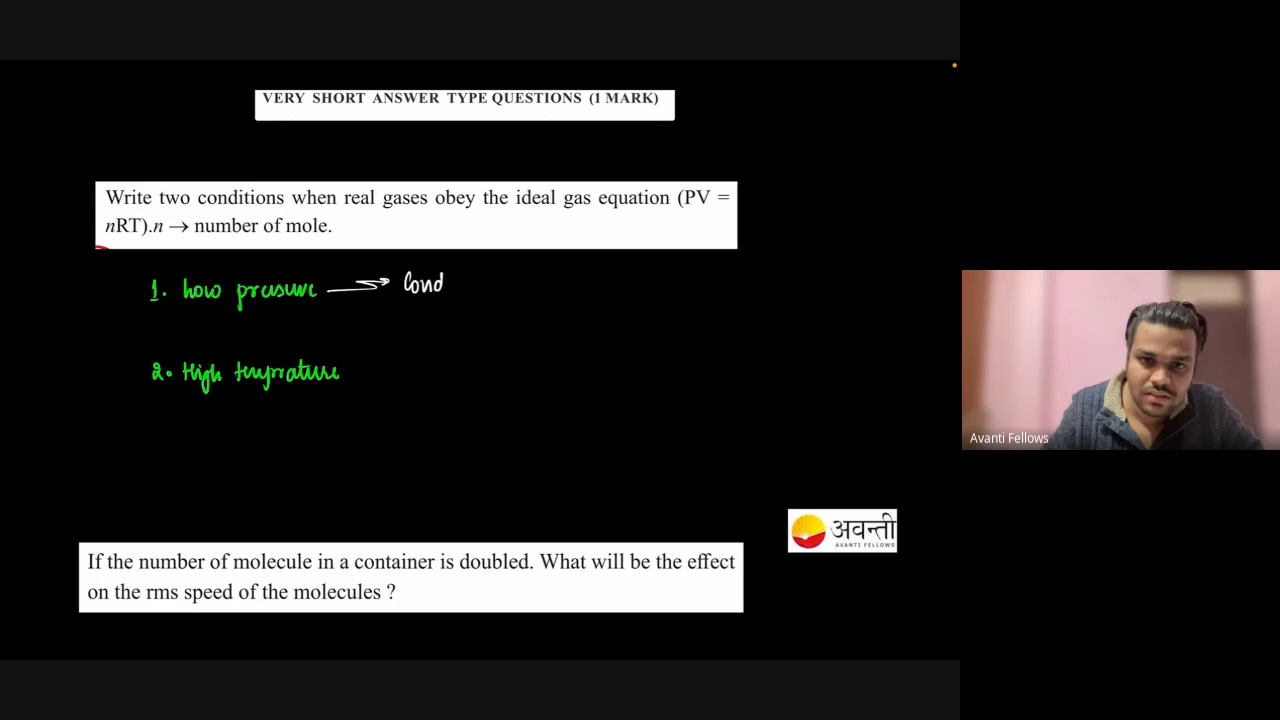 VERY SHORT ANSWER TYPE QUESTIONS (1 MARK)
Write two conditions when real gases obey the ideal gas equation (PV =
nRT).n → number of mole.
1. Low pressure → Cond
2. High temprature
Avanti Fellows
अवन्ती
AVANTI FELLOWS
If the number of molecule in a container is doubled. What will be the effect
on the rms speed of the molecules ?